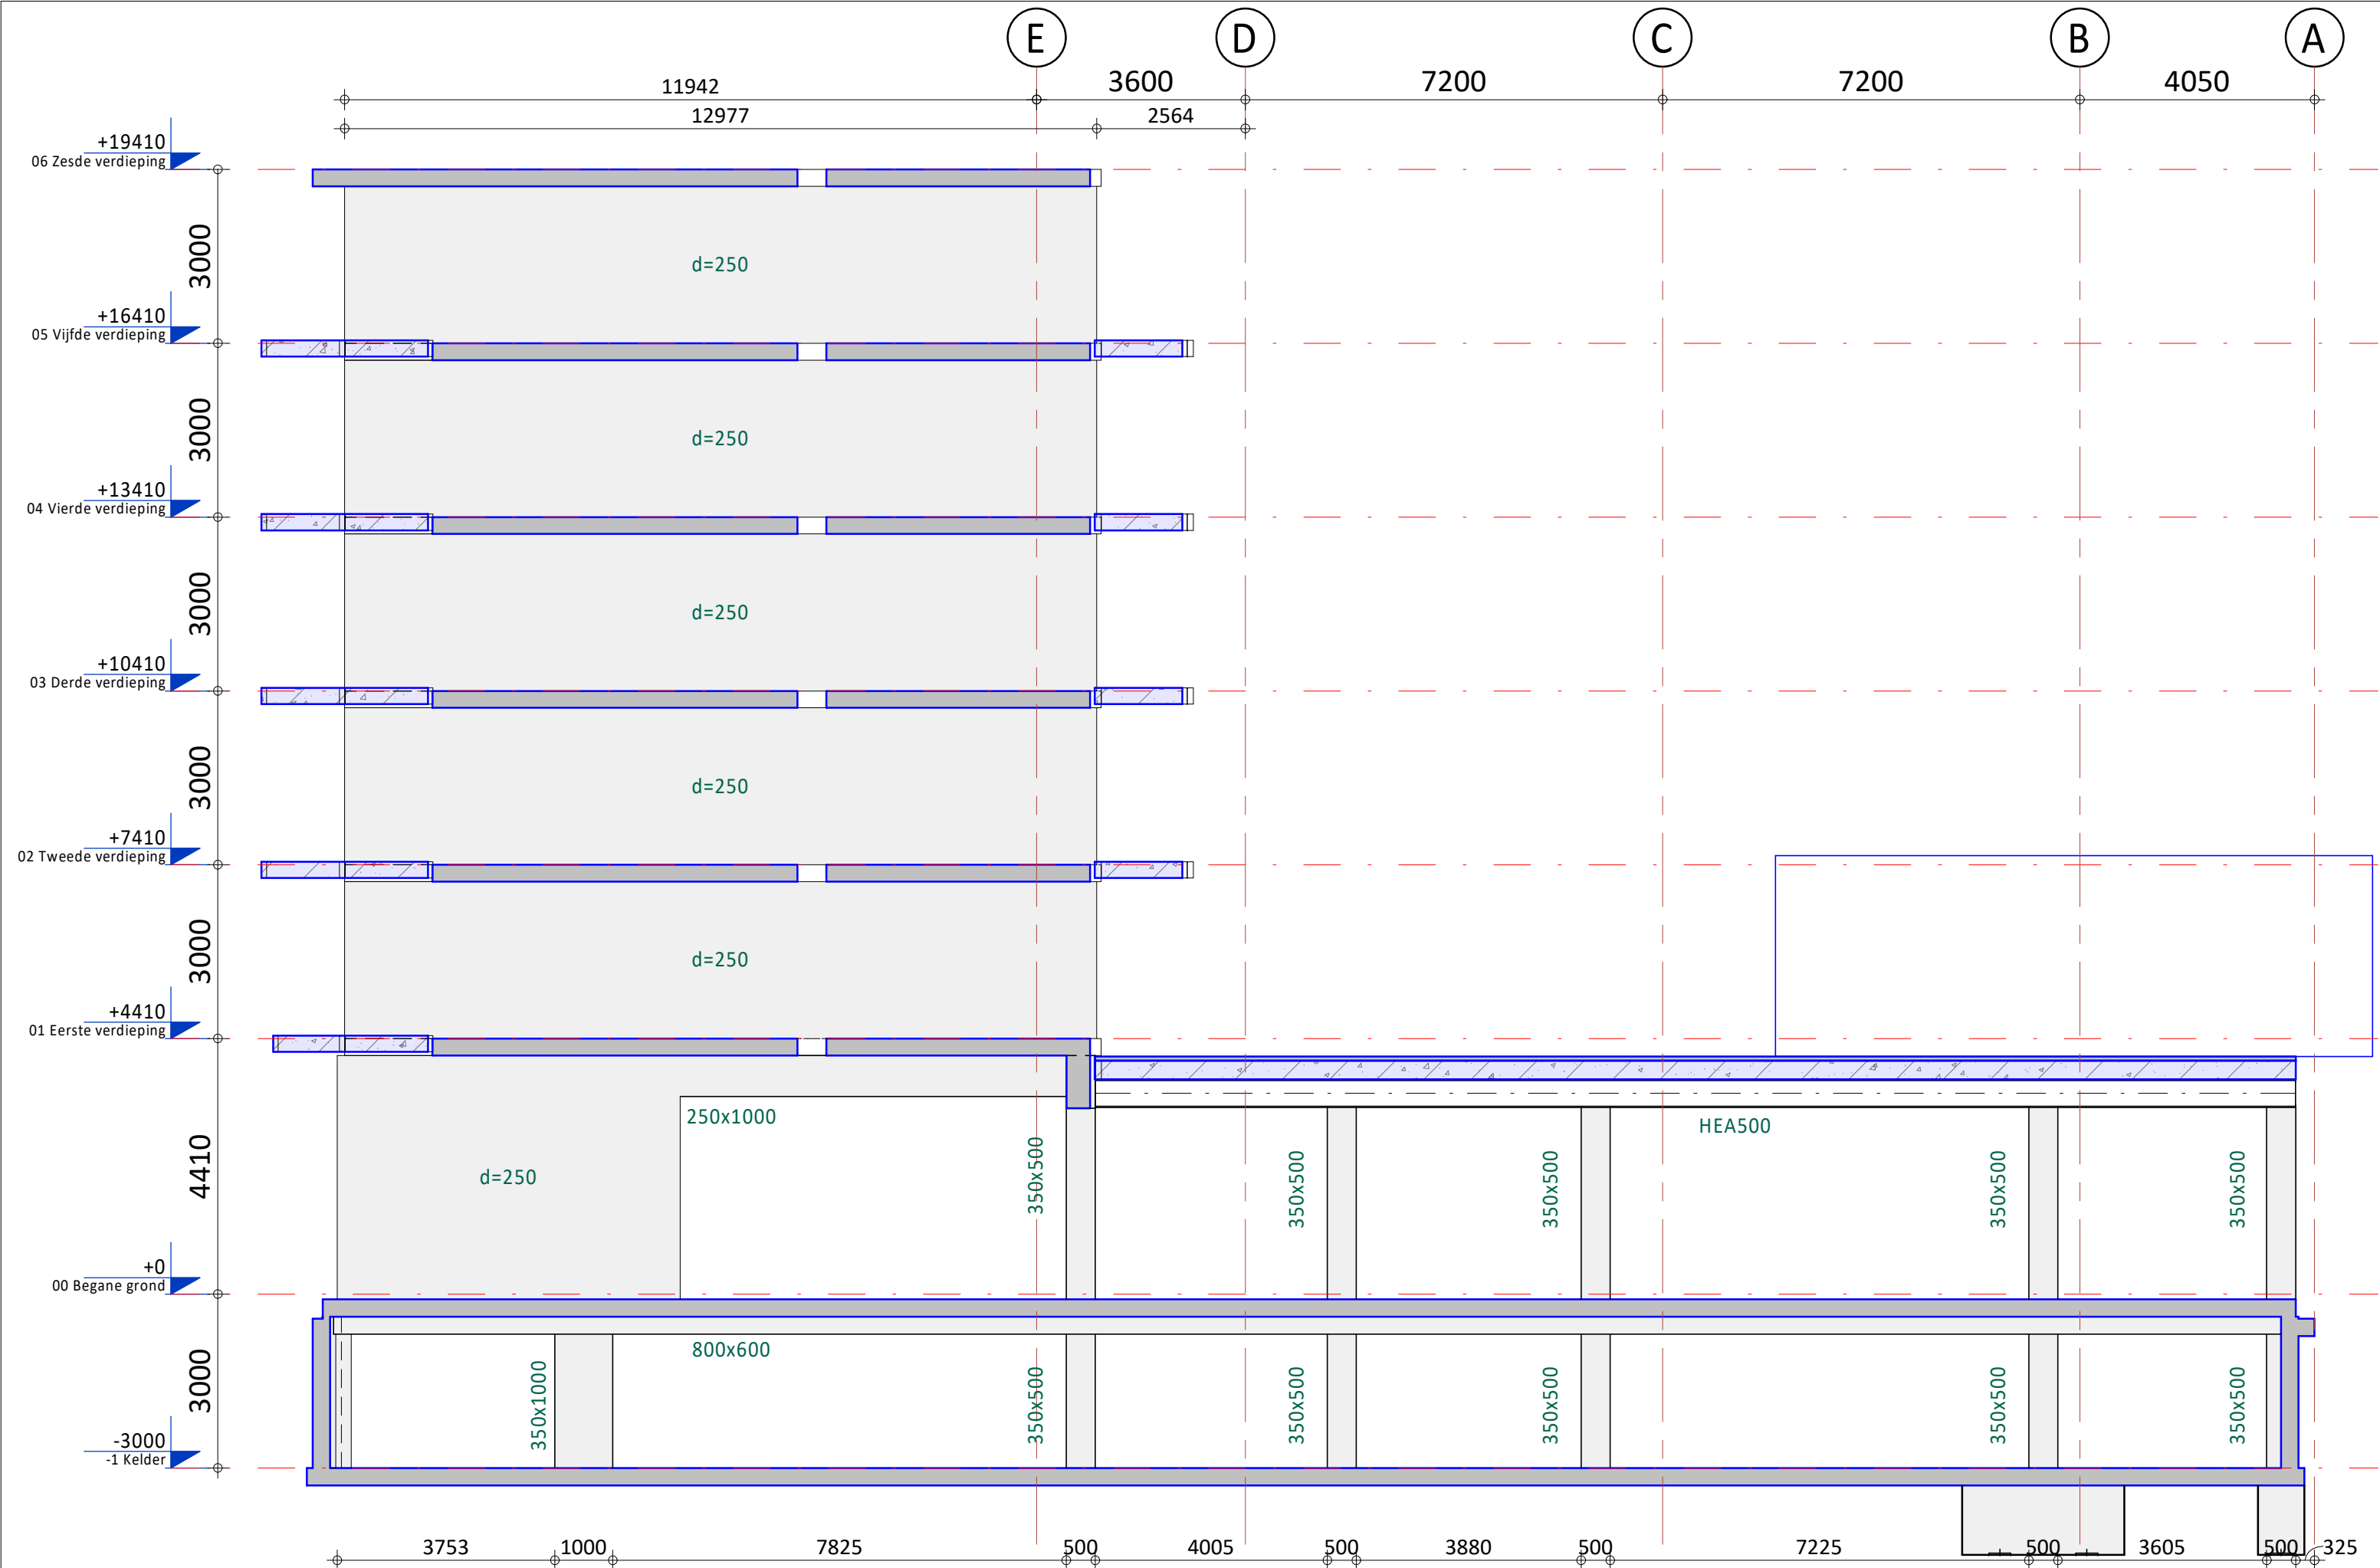 E
D
C
B
A
11942
3600
7200
7200
4050
12977
2564
+19410
06 Zesde verdieping
3000
d=250
+16410
05 Vijfde verdieping
3000
d=250
+13410
04 Vierde verdieping
3000
d=250
+10410
03 Derde verdieping
3000
d=250
+7410
02 Tweede verdieping
3000
d=250
+4410
01 Eerste verdieping
4410
250x1000
HEA500
d=250
350x500
350x500
350x500
350x500
350x500
+0
00 Begane grond
3000
800x600
350x1000
350x500
350x500
350x500
350x500
350x500
-3000
-1 Kelder
3753
1000
7825
500
4005
500
3880
500
7225
500
3605
500
325